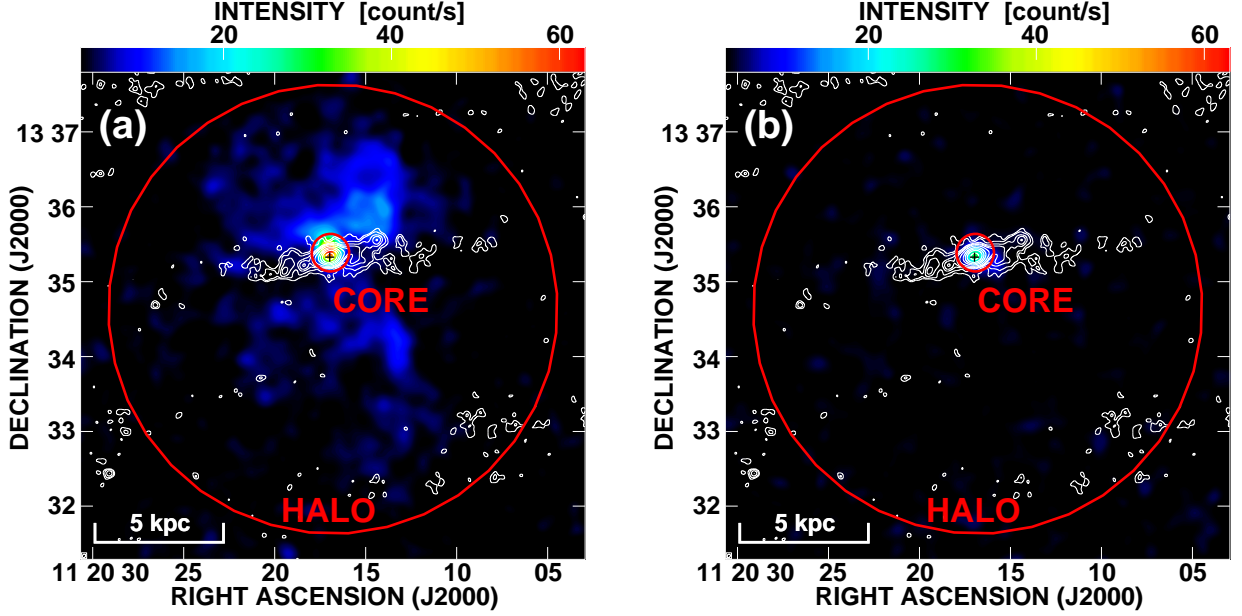 INTENSITY [count/s]
20 40 60
(a)
13 37
36
35
34
33
32
DECLINATION (J2000)
CORE
HALO
5 kpc
11 20 30 25 20 15 10 05
RIGHT ASCENSION (J2000)
INTENSITY [count/s]
20 40 60
(b)
13 37
36
35
34
33
32
DECLINATION (J2000)
CORE
HALO
5 kpc
11 20 30 25 20 15 10 05
RIGHT ASCENSION (J2000)